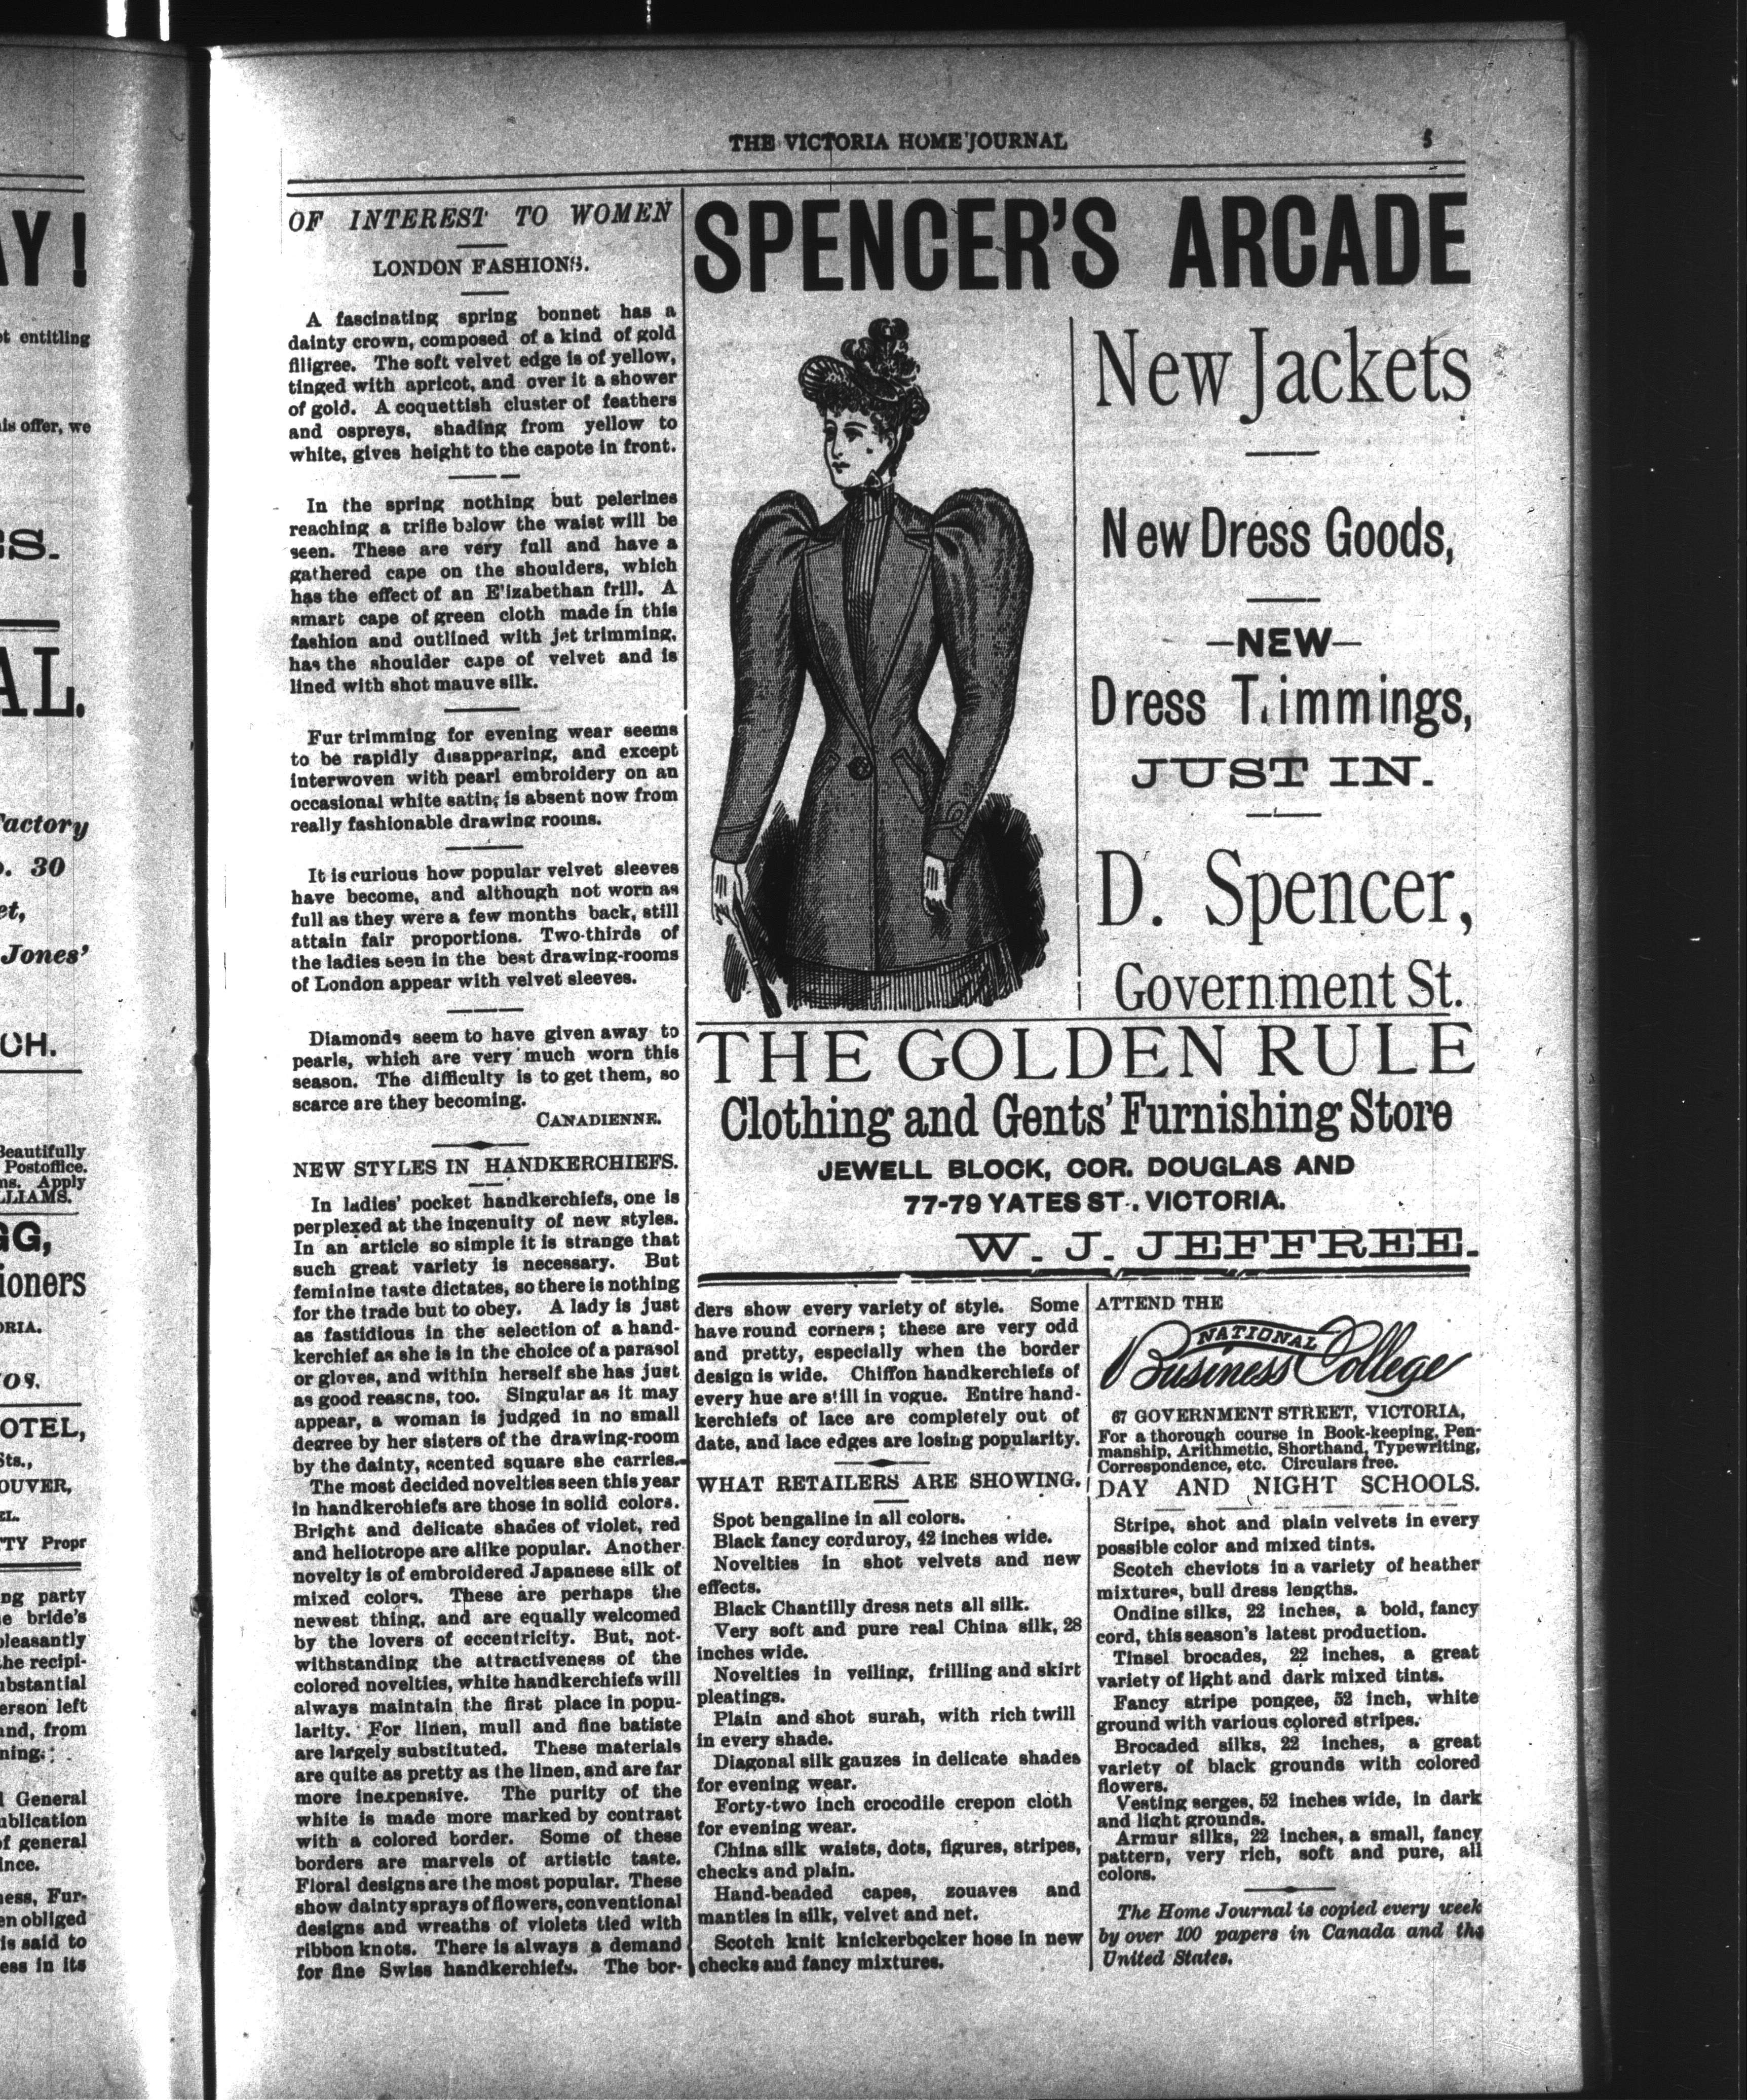 AY!
entitling
is offer, we
S.
AL.
Factory
30
Jones'
CH.
Beautifully
Postoffice.
Apply
GG,
OTEL,
Sts.,
TTY Propr
ng party
bride's
pleasantly
left
and, from
General
of general
ness, Fur-
en obliged
is said to
ess in its
THE VICTORIA HOME JOURNAL
5
OF INTEREST TO WOMEN
LONDON FASHIONS.
A fascinating spring bonnet has a
dainty crown, composed of a kind of gold
filigree. The soft velvet edge is of yellow,
tinged with apricot, and over it a shower
of gold. A coquettish cluster of feathers
and ospreys, shading from yellow to
white, gives height to the capote in front.
In the spring nothing but pelerines
reaching a trifle below the waist will be
seen. These are very full and have a
gathered cape on the shoulders, which
has the effect of an E'izabethan frill. A
smart cape of green cloth made in this
fashion and outlined with jet trimming,
has the shoulder cape of velvet and is
lined with shot mauve silk.
Fur trimming for evening wear seems
to be rapidly disappearing, and except
interwoven with pearl embroidery on an
occasional white satin, is absent now from
really fashionable drawing rooms.
It is curious how popular velvet sleeves
have become, and although not worn as
full as they were a few months back, still
attain fair proportions. Two-thirds of
the ladies seen in the best drawing-rooms
of London appear with velvet sleeves.
Diamonds seem to have given away to
pearls, which are very much worn this
season. The difficulty is to get them, so
scarce are they becoming.
CANADIENNE.
NEW STYLES IN HANDKERCHIEFS.
In ladies' pocket handkerchiefs, one is
perplexed at the ingenuity of new styles.
In an article so simple it is strange that
such great variety is necessary. But
feminine taste dictates, so there is nothing
for the trade but to obey. A lady is just
as fastidious in the selection of a hand-
kerchief as she is in the choice of a parasol
or gloves, and within herself she has just
as good reasons, too. Singular as it may
appear, a woman is judged in no small
degree by her sisters of the drawing-room
by the dainty, scented square she carries.
The most decided novelties seen this year
in handkerchiefs are those in solid colors.
Bright and delicate shades of violet, red
and heliotrope are alike popular. Another
novelty is of embroidered Japanese silk of
mixed colors. These are perhaps the
newest thing, and are equally welcomed
by the lovers of eccentricity. But, not-
withstanding the attractiveness of the
colored novelties, white handkerchiefs will
always maintain the first place in popu-
larity. For linen, mull and fine batiste
are largely substituted. These materials
are quite as pretty as the linen, and are far
more inexpensive. The purity of the
white is made more marked by contrast
with a colored border. Some of these
borders are marvels of artistic taste.
Floral designs are the most popular. These
show dainty sprays of flowers, conventional
designs and wreaths of violets tied with
ribbon knots. There is always a demand
for fine Swiss handkerchiefs. The bor-
SPENCER'S ARCADE
New Jackets
New Dress Goods,
—NEW—
Dress Trimmings,
JUST IN.
D. Spencer,
Government St.
THE GOLDEN RULE
Clothing and Gents' Furnishing Store
JEWELL BLOCK, COR. DOUGLAS AND
77-79 YATES ST., VICTORIA.
W. J. JEFFREE.
ders show every variety of style. Some
have round corners; these are very odd
and pretty, especially when the border
design is wide. Chiffon handkerchiefs of
every hue are still in vogue. Entire hand-
kerchiefs of lace are completely out of
date, and lace edges are losing popularity.
WHAT RETAILERS ARE SHOWING.
Spot bengaline in all colors.
Black fancy corduroy, 42 inches wide.
Novelties in shot velvets and new
effects.
Black Chantilly dress nets all silk.
Very soft and pure real China silk, 28
inches wide.
Novelties in veiling, frilling and skirt
pleatings.
Plain and shot surah, with rich twill
in every shade.
Diagonal silk gauzes in delicate shades
for evening wear.
Forty-two inch crocodile crepon cloth
for evening wear.
China silk waists, dots, figures, stripes,
checks and plain.
Hand-beaded capes, zouaves and
mantles in silk, velvet and net.
Scotch knit knickerbocker hose in new
checks and fancy mixtures.
ATTEND THE
NATIONAL
Business College
67 GOVERNMENT STREET, VICTORIA,
For a thorough course in Book-keeping, Pen-
manship, Arithmetic, Shorthand, Typewriting,
Correspondence, etc. Circulars free.
DAY AND NIGHT SCHOOLS.
Stripe, shot and plain velvets in every
possible color and mixed tints.
Scotch cheviots in a variety of heather
mixtures, bull dress lengths.
Ondine silks, 22 inches, a bold, fancy
cord, this season's latest production.
Tinsel brocades, 22 inches, a great
variety of light and dark mixed tints.
Fancy stripe pongee, 52 inch, white
ground with various colored stripes.
Brocaded silks, 22 inches, a great
variety of black grounds with colored
flowers.
Vesting serges, 52 inches wide, in dark
and light grounds.
Armur silks, 22 inches, a small, fancy
pattern, very rich, soft and pure, all
colors.
The Home Journal is copied every week
by over 100 papers in Canada and the
United States.